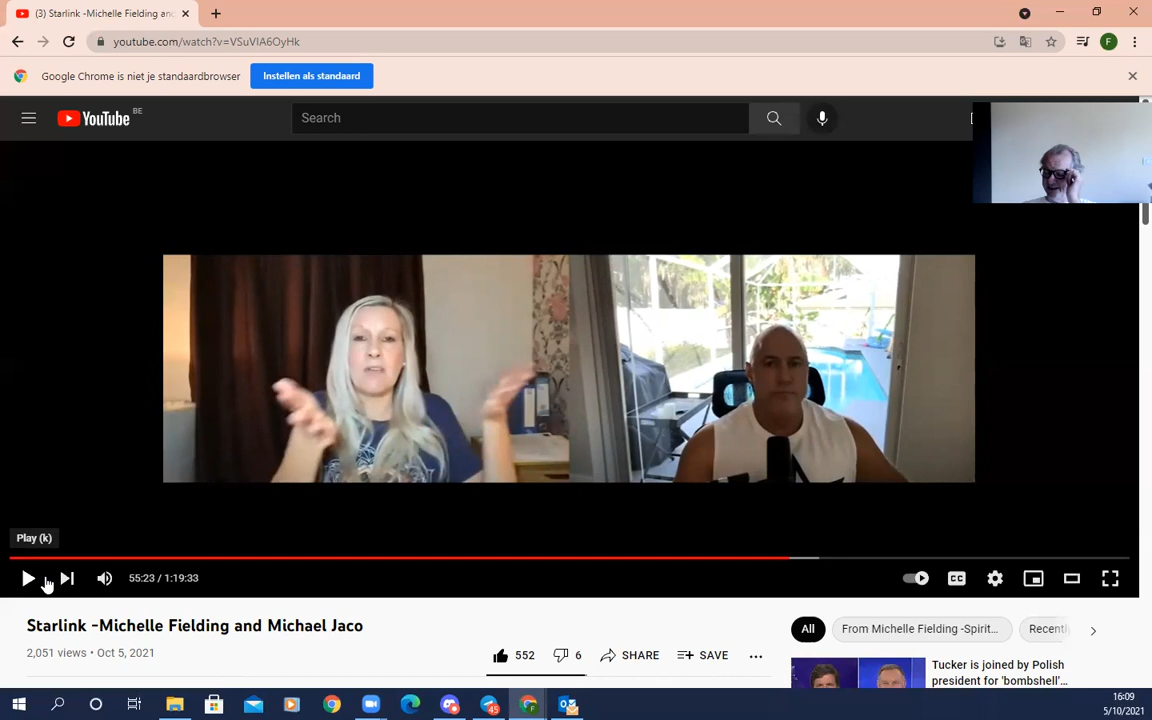 (3) Starlink -Michelle Fielding and
youtube.com/watch?v=VSuVIA6OyHk
F
Google Chrome is niet je standaardbrowser
Instellen als standaard
YouTube BE
Search
Play (k)
55:23 / 1:19:33
CC
Starlink -Michelle Fielding and Michael Jaco
2,051 views • Oct 5, 2021
552
6
SHARE
SAVE
All
From Michelle Fielding -Spirit...
Recently
Tucker is joined by Polish
president for 'bombshell'...
45
16:09
5/10/2021